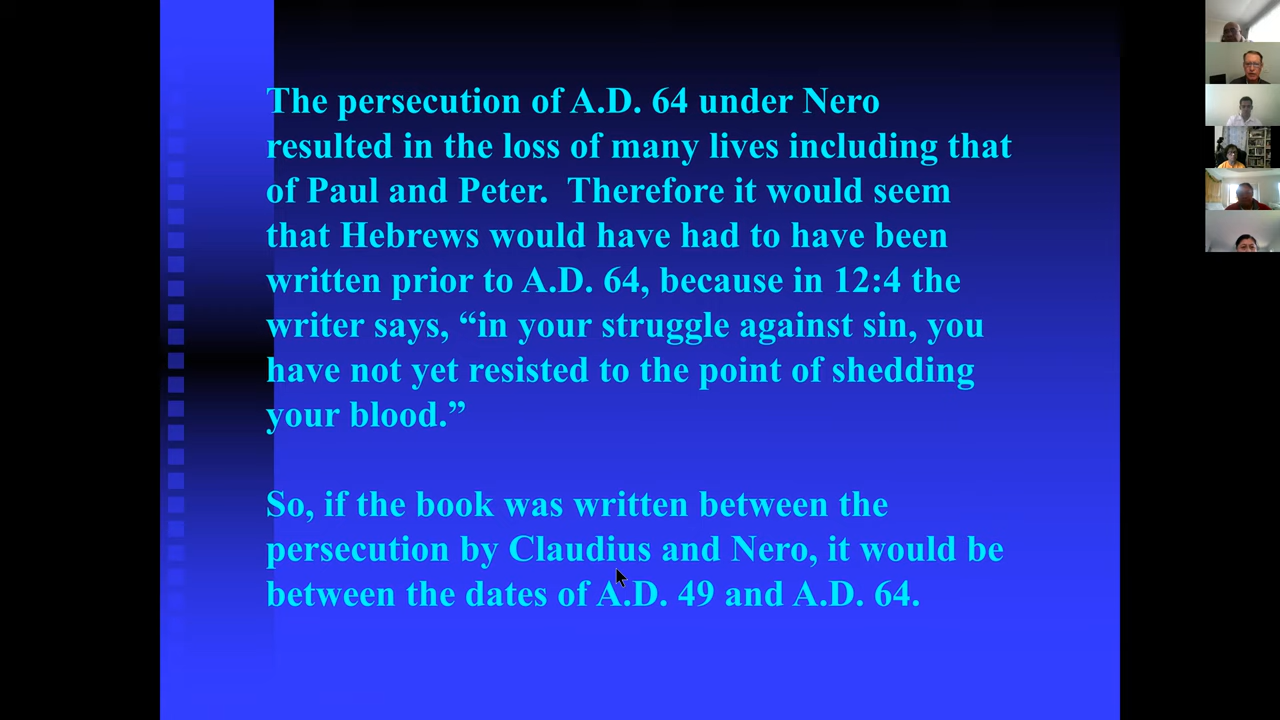 The persecution of A.D. 64 under Nero
resulted in the loss of many lives including that
of Paul and Peter.  Therefore it would seem
that Hebrews would have had to have been
written prior to A.D. 64, because in 12:4 the
writer says, “in your struggle against sin, you
have not yet resisted to the point of shedding
your blood.”
So, if the book was written between the
persecution by Claudius and Nero, it would be
between the dates of A.D. 49 and A.D. 64.